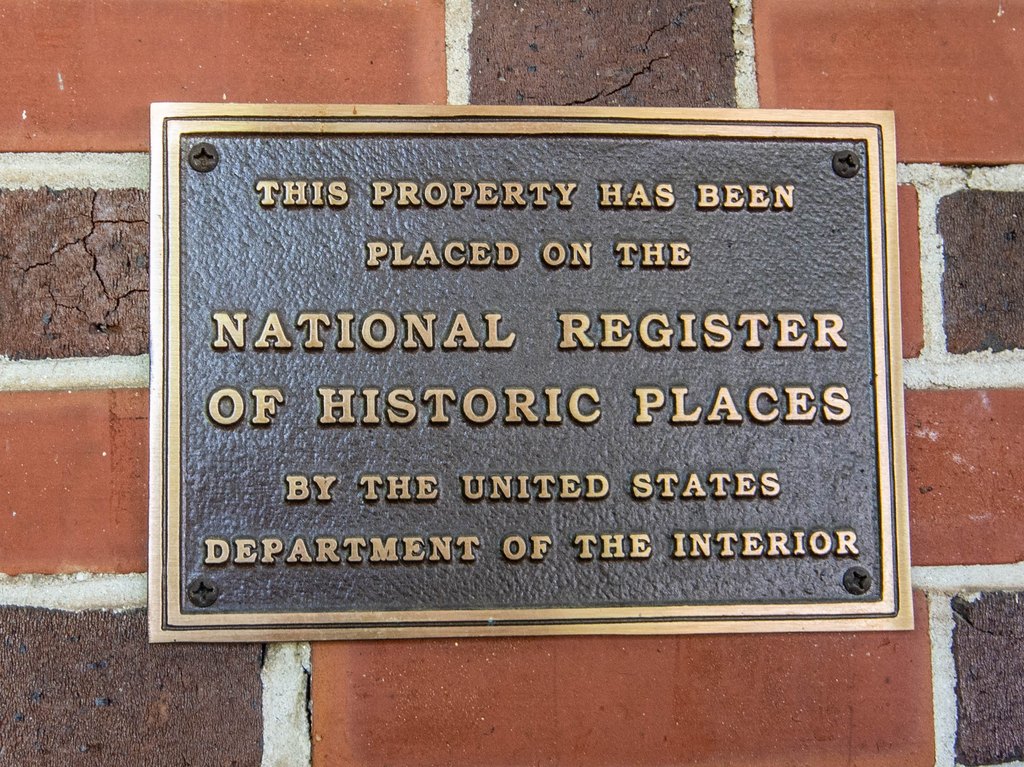 THIS PROPERTY HAS BEEN
PLACED ON THE
NATIONAL REGISTER
OF HISTORIC PLACES
BY THE UNITED STATES
DEPARTMENT OF THE INTERIOR